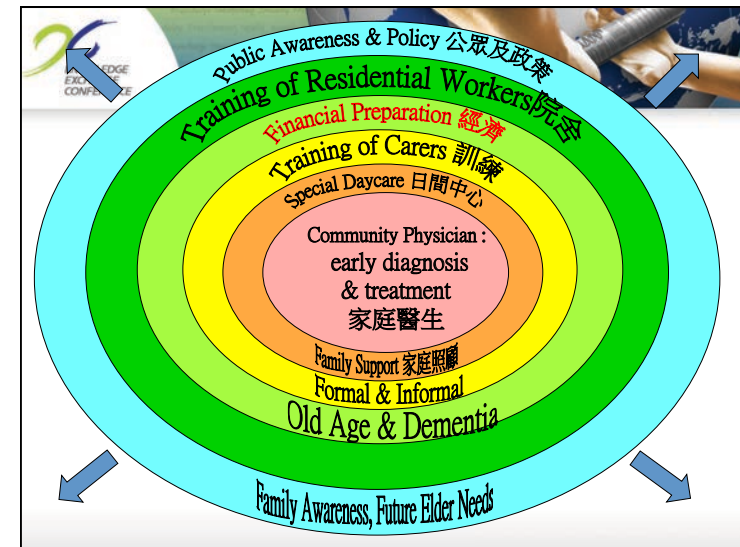 KNOWLEDGE
EXCHANGE
CONFERENCE
Public Awareness & Policy 公眾及政策
Training of Residential Workers院舍
Financial Preparation 經濟
Training of Carers 訓練
Special Daycare 日間中心
Community Physician :
early diagnosis
& treatment
家庭醫生
Family Support 家庭照顧
Formal & Informal
Old Age & Dementia
Family Awareness, Future Elder Needs